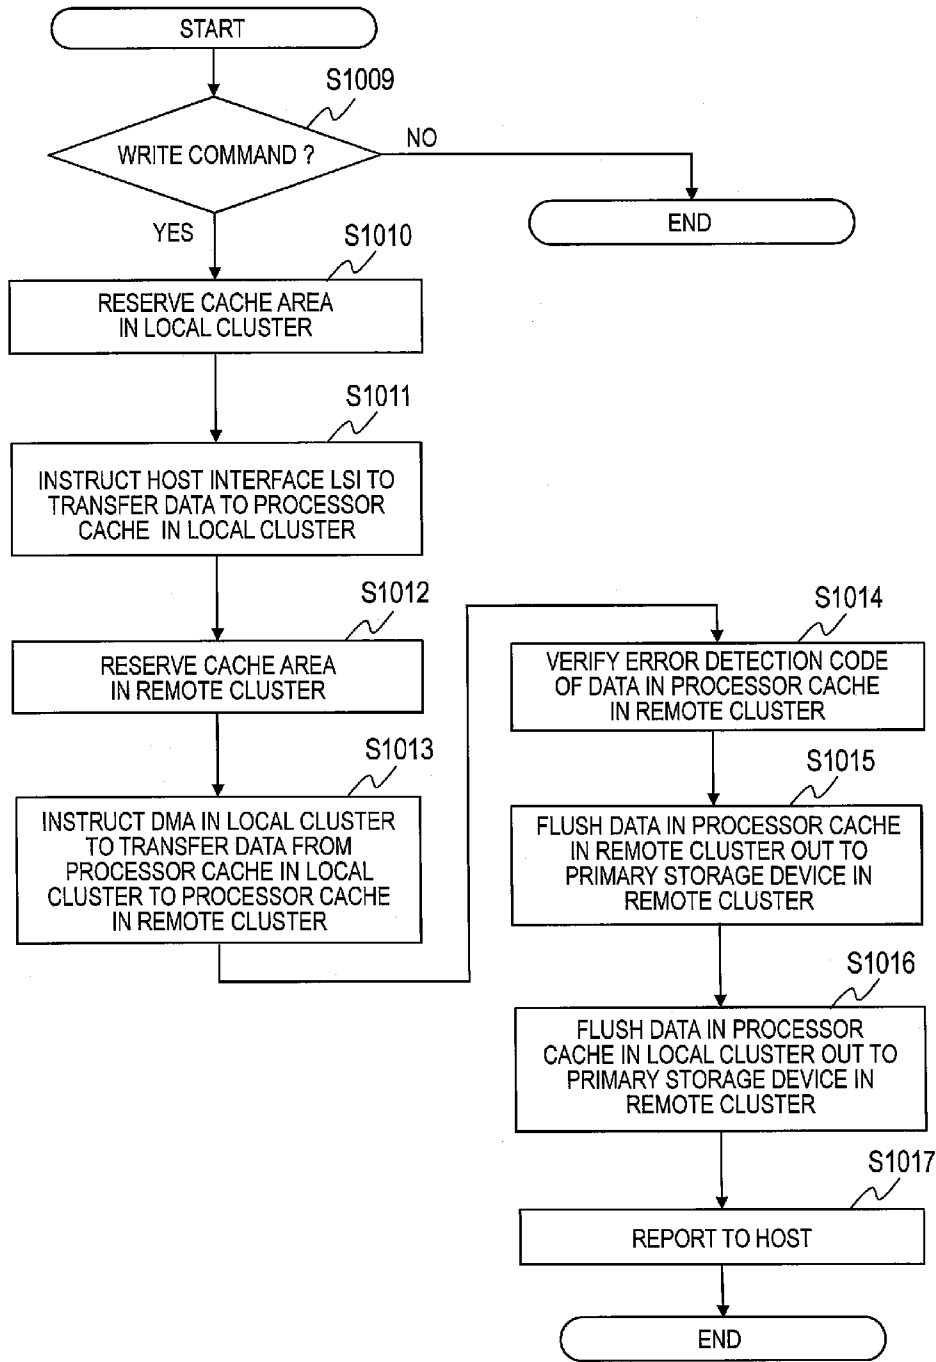 START
S1009
WRITE COMMAND ?
NO
END
YES
S1010
RESERVE CACHE AREA
IN LOCAL CLUSTER
S1011
INSTRUCT HOST INTERFACE LSI TO
TRANSFER DATA TO PROCESSOR
CACHE IN LOCAL CLUSTER
S1012
RESERVE CACHE AREA
IN REMOTE CLUSTER
S1013
INSTRUCT DMA IN LOCAL CLUSTER
TO TRANSFER DATA FROM
PROCESSOR CACHE IN LOCAL
CLUSTER TO PROCESSOR CACHE
IN REMOTE CLUSTER
S1014
VERIFY ERROR DETECTION CODE
OF DATA IN PROCESSOR CACHE
IN REMOTE CLUSTER
S1015
FLUSH DATA IN PROCESSOR CACHE
IN REMOTE CLUSTER OUT TO
PRIMARY STORAGE DEVICE IN
REMOTE CLUSTER
S1016
FLUSH DATA IN PROCESSOR
CACHE IN LOCAL CLUSTER OUT TO
PRIMARY STORAGE DEVICE IN
REMOTE CLUSTER
S1017
REPORT TO HOST
END